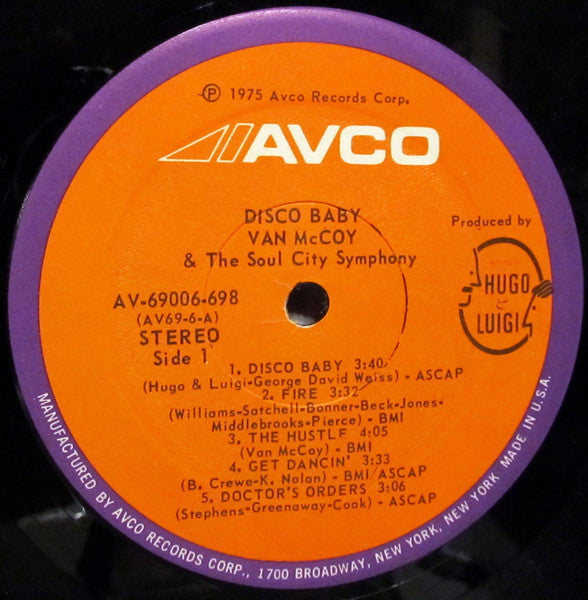 ℗ 1975 Avco Records Corp.
AVCO
DISCO BABY
VAN McCOY
& The Soul City Symphony
Produced by
HUGO
&
LUIGI
AV-69006-698
(AV69-6-A)
STEREO
Side 1
1. DISCO BABY 3:40
(Hugo & Luigi-George David Weiss) - ASCAP
2. FIRE 3:32
(Williams-Satchell-Bonner-Beck-Jones-
Middlebrooks-Pierce) - BMI
3. THE HUSTLE 4:05
(Van McCoy) - BMI
4. GET DANCIN' 3:33
(B. Crewe-K. Nolan) - BMI/ASCAP
5. DOCTOR'S ORDERS 3:06
(Stephens-Greenaway-Cook) - ASCAP
MANUFACTURED BY AVCO RECORDS CORP., 1700 BROADWAY, NEW YORK, NEW YORK MADE IN U.S.A.